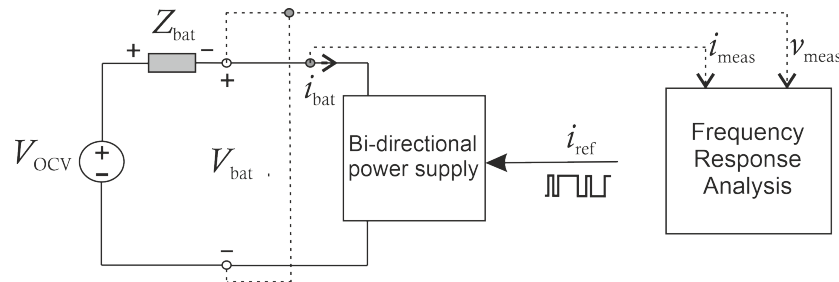 Z_bat
+ −
+
i_meas
v_meas
i_bat
V_OCV
+
−
V_bat
Bi-directional
power supply
i_ref
Frequency
Response
Analysis
−